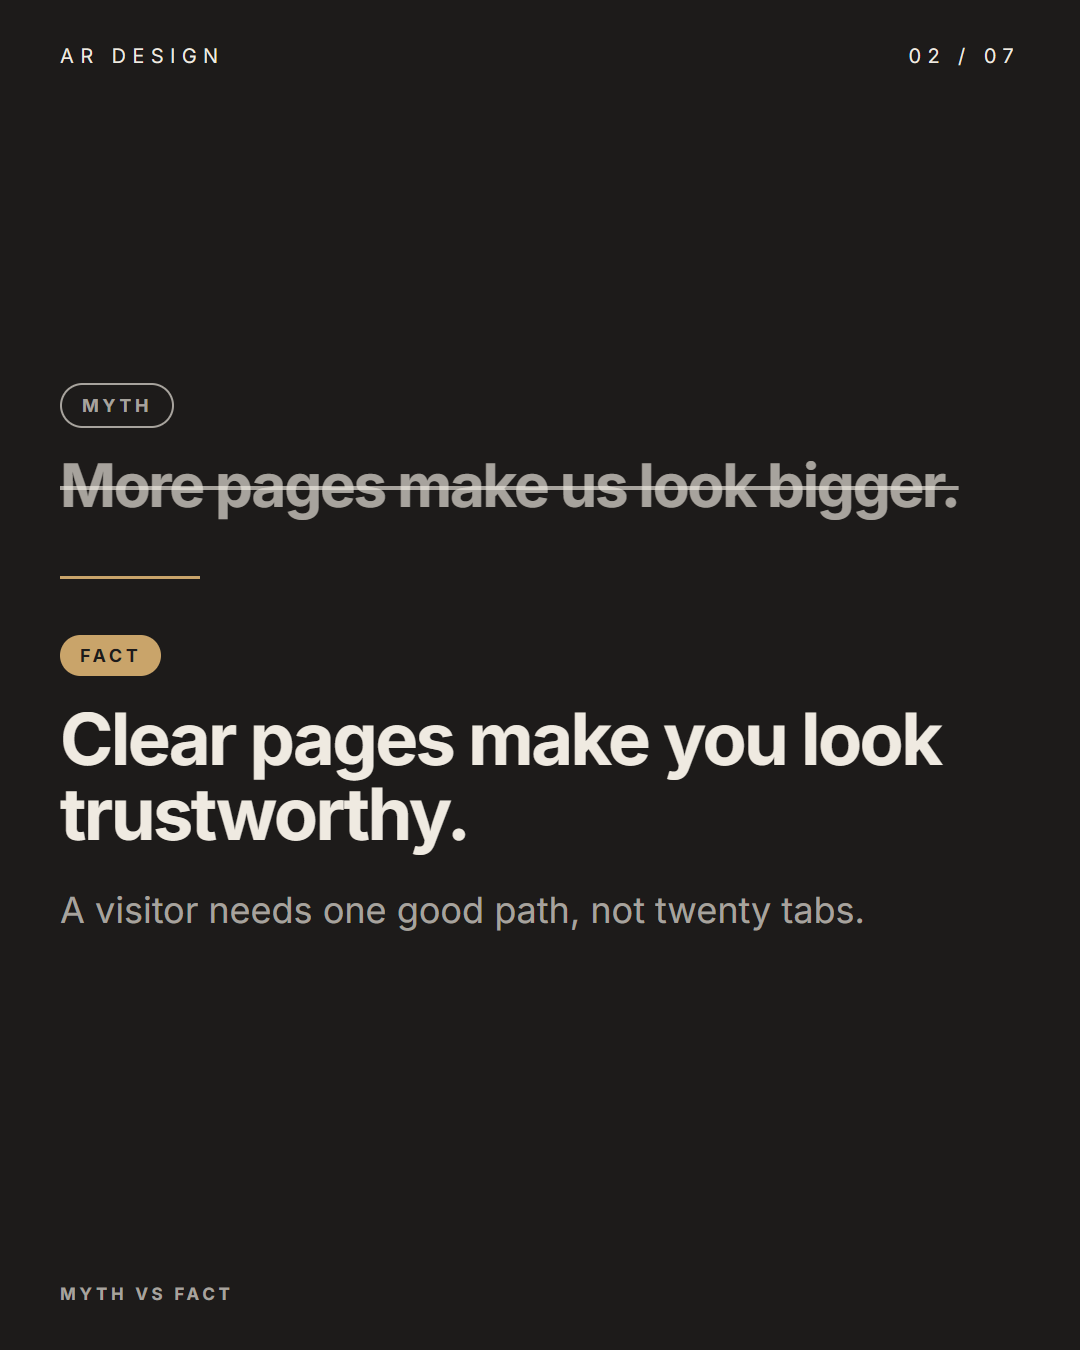 AR DESIGN
02 / 07
MYTH
More pages make us look bigger.
FACT
Clear pages make you look
trustworthy.
A visitor needs one good path, not twenty tabs.
MYTH VS FACT